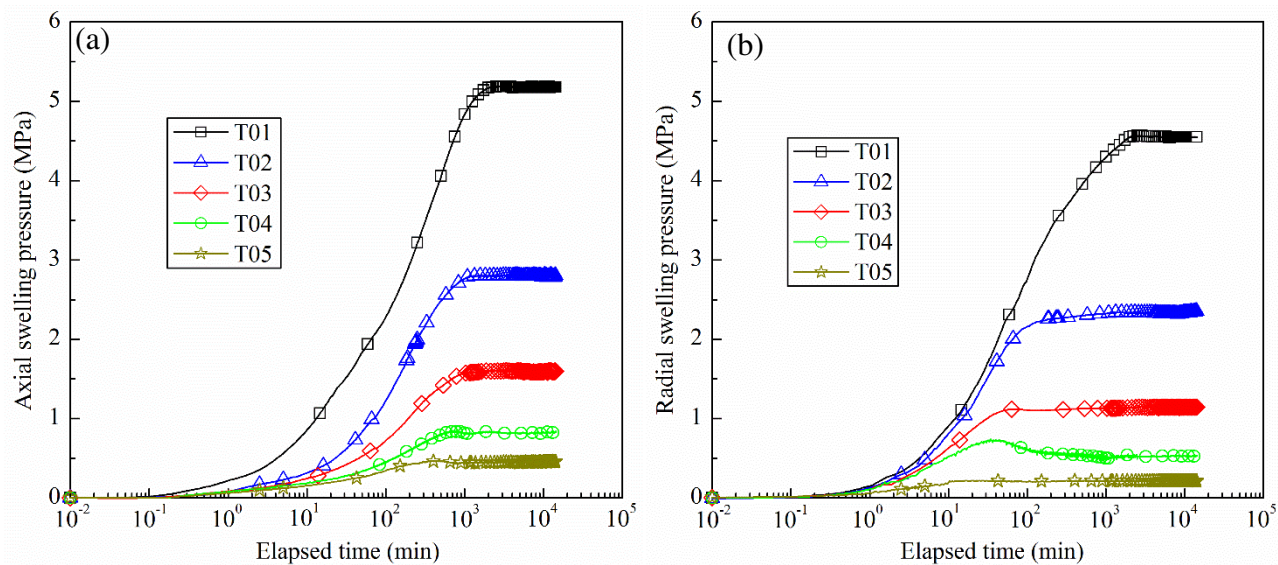 (a)
Axial swelling pressure (MPa)
6
5
4
3
2
1
0
T01
T02
T03
T04
T05
10^-2 10^-1 10^0 10^1 10^2 10^3 10^4 10^5
Elapsed time (min)
(b)
Radial swelling pressure (MPa)
6
5
4
3
2
1
0
T01
T02
T03
T04
T05
10^-2 10^-1 10^0 10^1 10^2 10^3 10^4 10^5
Elapsed time (min)